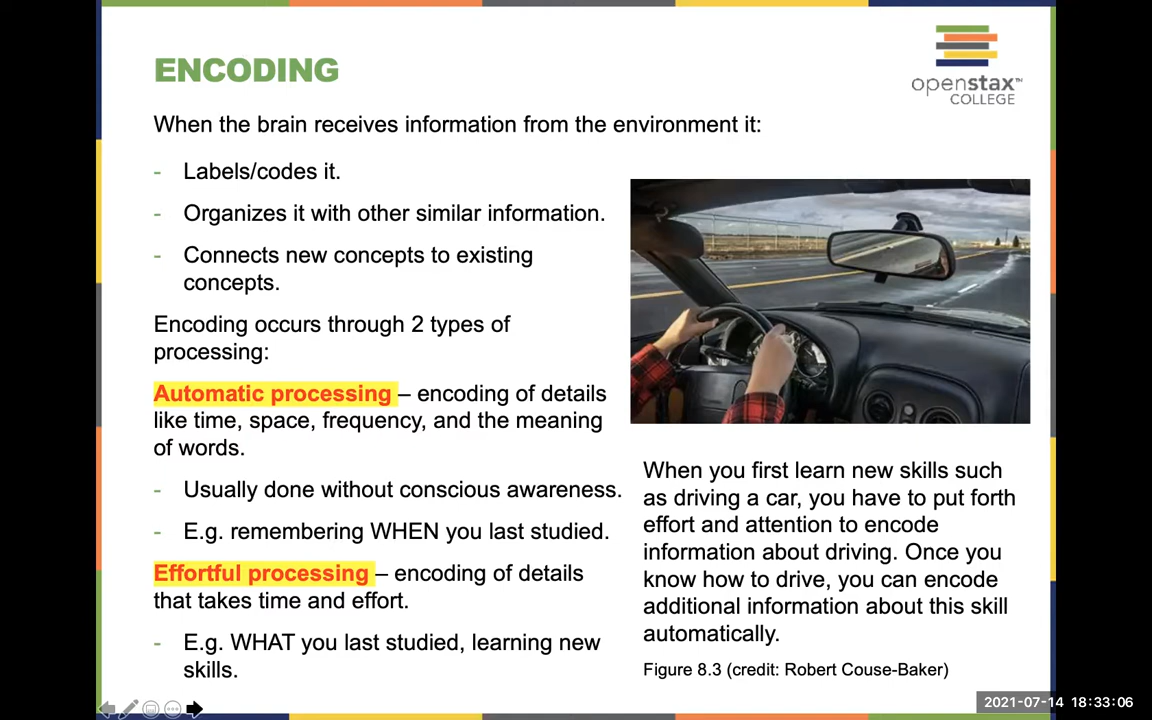 ENCODING
openstax™
COLLEGE
When the brain receives information from the environment it:
- Labels/codes it.
- Organizes it with other similar information.
- Connects new concepts to existing
concepts.
Encoding occurs through 2 types of
processing:
Automatic processing – encoding of details
like time, space, frequency, and the meaning
of words.
- Usually done without conscious awareness.
- E.g. remembering WHEN you last studied.
Effortful processing – encoding of details
that takes time and effort.
- E.g. WHAT you last studied, learning new
skills.
When you first learn new skills such
as driving a car, you have to put forth
effort and attention to encode
information about driving. Once you
know how to drive, you can encode
additional information about this skill
automatically.
Figure 8.3 (credit: Robert Couse-Baker)
2021-07-14 18:33:06